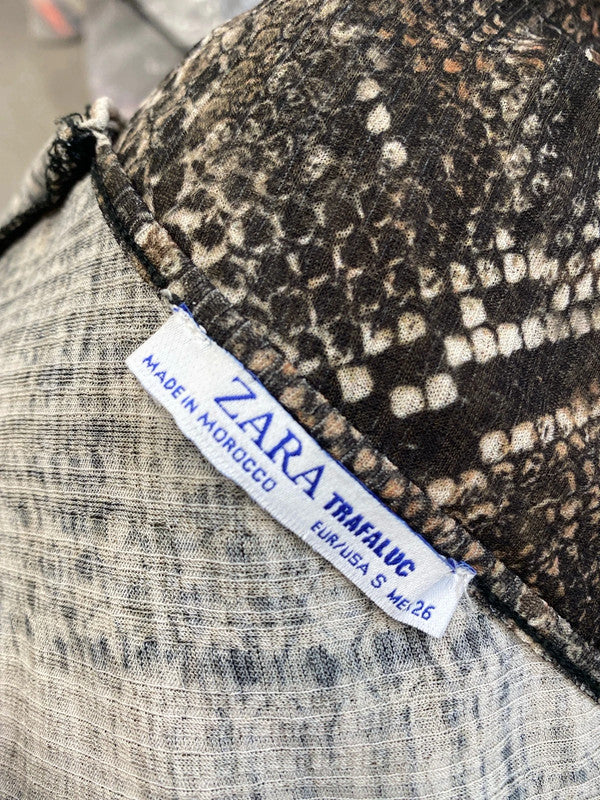 ZARA TRAFALUC
MADE IN MOROCCO EUR/USA S MEX 26